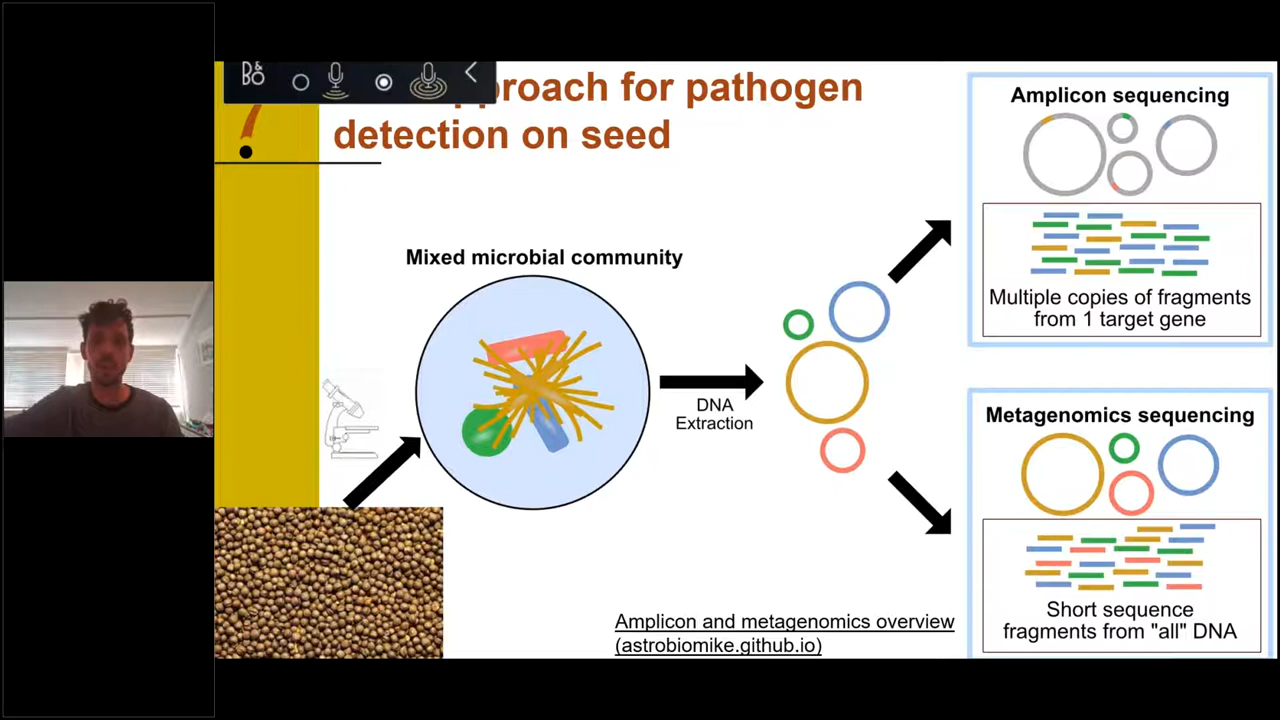 proach for pathogen
detection on seed
Mixed microbial community
DNA
Extraction
Amplicon sequencing
Multiple copies of fragments
from 1 target gene
Metagenomics sequencing
Short sequence
fragments from "all" DNA
Amplicon and metagenomics overview
(astrobiomike.github.io)